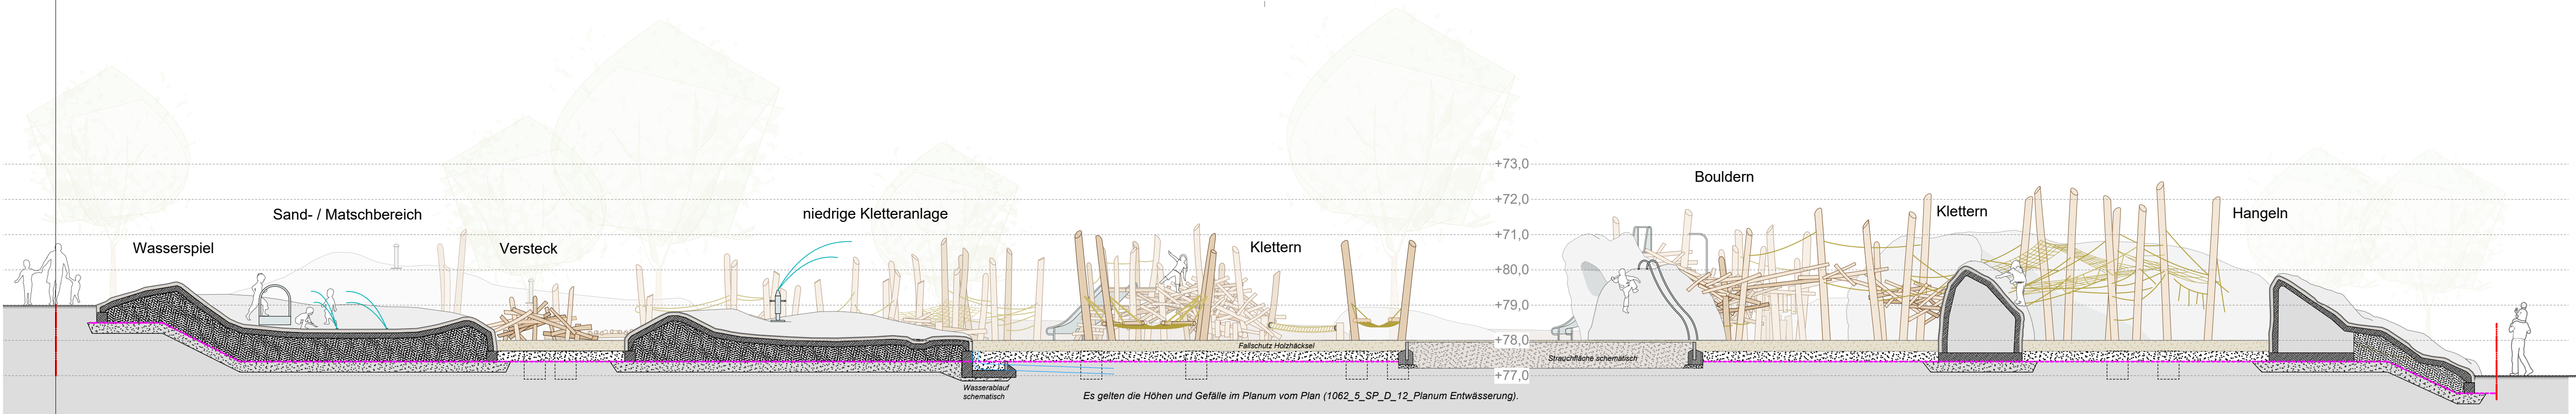 +73,0
Bouldern
+72,0
Sand- / Matschbereich
niedrige Kletteranlage
Klettern
Hangeln
+71,0
Wasserspiel
Versteck
Klettern
+80,0
+79,0
+78,0
Fallschutz Holzhäcksel
Strauchfläche schematisch
+77,0
Wasserablauf
schematisch
Es gelten die Höhen und Gefälle im Planum vom Plan (1062_5_SP_D_12_Planum Entwässerung).